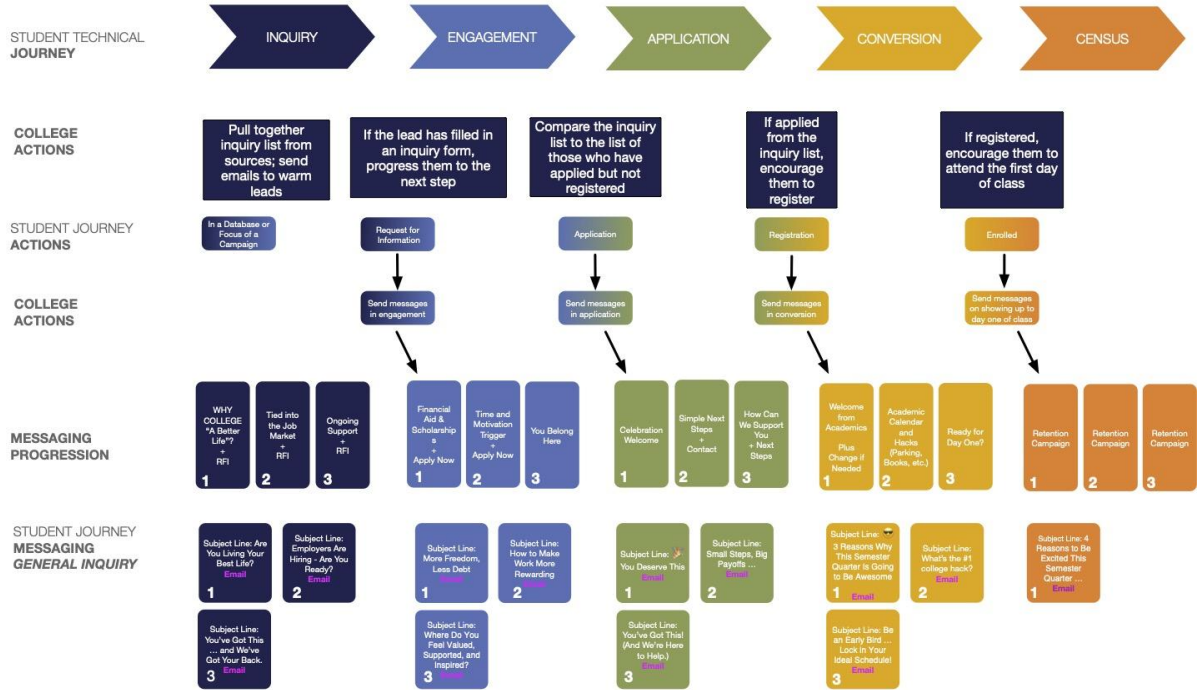 STUDENT TECHNICAL
JOURNEY
INQUIRY
ENGAGEMENT
APPLICATION
CONVERSION
CENSUS
COLLEGE
ACTIONS
Pull together
inquiry list from
sources; send
emails to warm
leads
If the lead has filled in
an inquiry form,
progress them to the
next step
Compare the inquiry
list to the list of
those who have
applied but not
registered
If applied
from the
inquiry list,
encourage
them to
register
If registered,
encourage them to
attend the first day
of class
STUDENT JOURNEY
ACTIONS
In a Database or
Focus of a
Campaign
Request for
Information
Application
Registration
Enrolled
COLLEGE
ACTIONS
Send messages
in engagement
Send messages
in application
Send messages
in conversion
Send messages
on showing up to
day one of class
MESSAGING
PROGRESSION
WHY
COLLEGE
"A Better
Life"?
+
RFI
1
Tied into
the Job
Market
+
RFI
2
Ongoing
Support
+
RFI
3
Financial
Aid &
Scholarship
s
+
Apply Now
1
Time and
Motivation
Trigger +
Apply Now
2
You Belong
Here
3
Celebration
Welcome
1
Simple Next
Steps
+
Contact
2
How Can
We Support
You
+ Next
Steps
3
Welcome
from
Academics
Plus
Change if
Needed
1
Academic
Calendar
and
Hacks
(Parking,
Books, etc.)
2
Ready for
Day One?
3
Retention
Campaign
1
Retention
Campaign
2
Retention
Campaign
3
STUDENT JOURNEY
MESSAGING
GENERAL INQUIRY
Subject Line: Are
You Living Your
Best Life?
Email
1
Subject Line:
Employers Are
Hiring - Are You
Ready?
Email
2
Subject Line:
More Freedom,
Less Debt
Email
1
Subject Line:
How to Make
Work More
Rewarding
Email
2
Subject Line: 🎉
You Deserve This
Email
1
Subject Line:
Small Steps, Big
Payoffs ...
Email
2
Subject Line: 😎
3 Reasons Why
This Semester
Quarter Is Going
to Be Awesome
Email
1
Subject Line:
What's the #1
college hack?
Email
2
Subject Line: 4
Reasons to Be
Excited This
Semester
Quarter ...
Email
1
Subject Line:
You've Got This
... and We've
Got Your Back.
Email
3
Subject Line:
Where Do You
Feel Valued,
Supported, and
Inspired?
Email
3
Subject Line:
You've Got This!
(And We're Here
to Help.)
Email
3
Subject Line: Be
an Early Bird ...
Lock in Your
Ideal Schedule!
Email
3